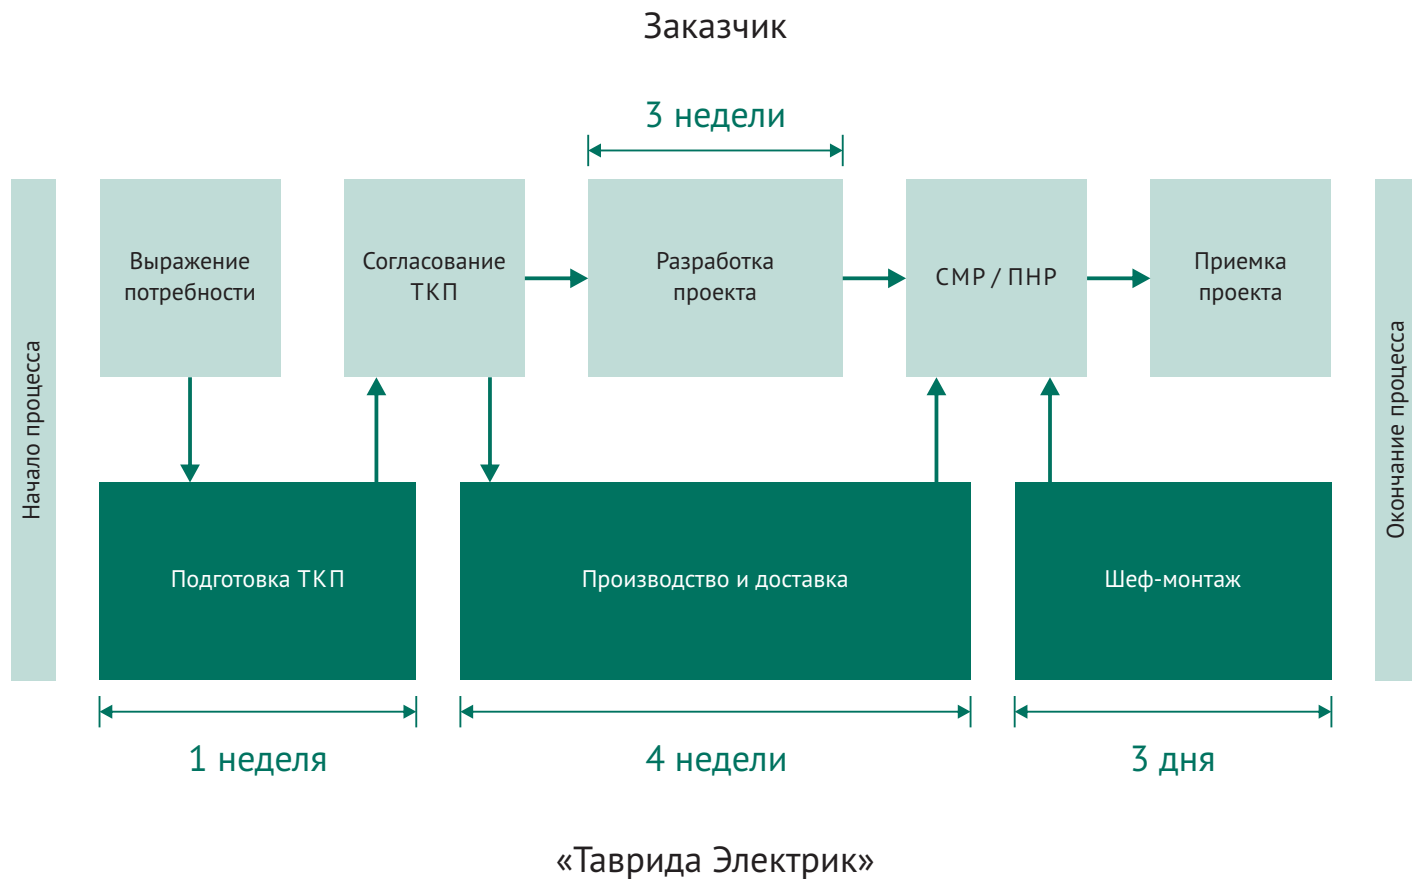 Заказчик
3 недели
Начало процесса
Выражение
потребности
Согласование
ТКП
Разработка
проекта
СМР / ПНР
Приемка
проекта
Окончание процесса
Подготовка ТКП
Производство и доставка
Шеф-монтаж
1 неделя
4 недели
3 дня
«Таврида Электрик»